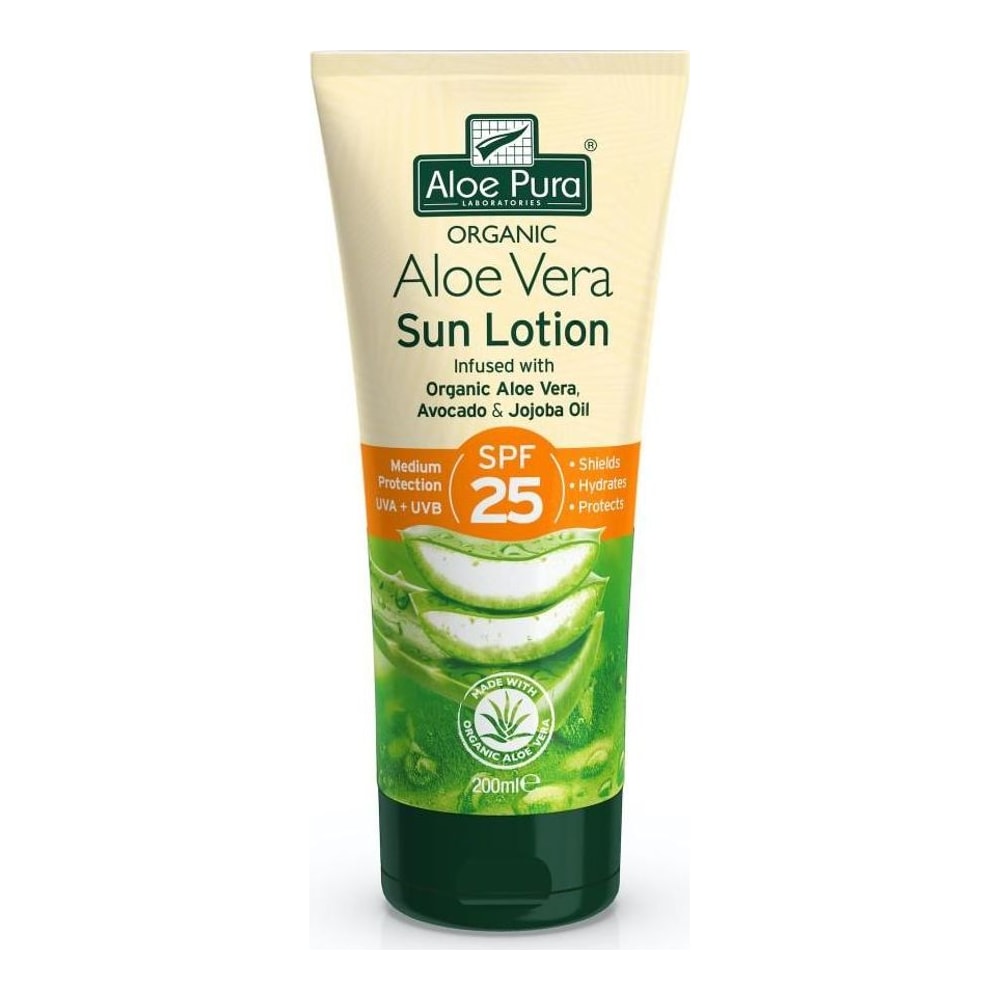 Aloe Pura
®
LABORATORIES
ORGANIC
Aloe Vera
Sun Lotion
Infused with
Organic Aloe Vera,
Avocado & Jojoba Oil
Medium
Protection
UVA + UVB
SPF
25
• Shields
• Hydrates
• Protects
MADE WITH
ORGANIC ALOE VERA
200ml℮